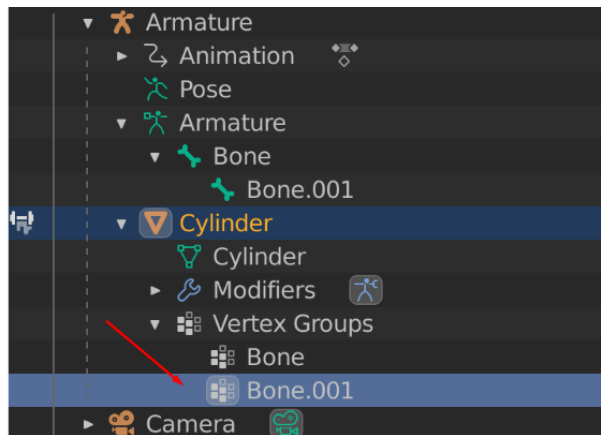 Armature
Animation
Pose
Armature
Bone
Bone.001
Cylinder
Cylinder
Modifiers
Vertex Groups
Bone
Bone.001
Camera